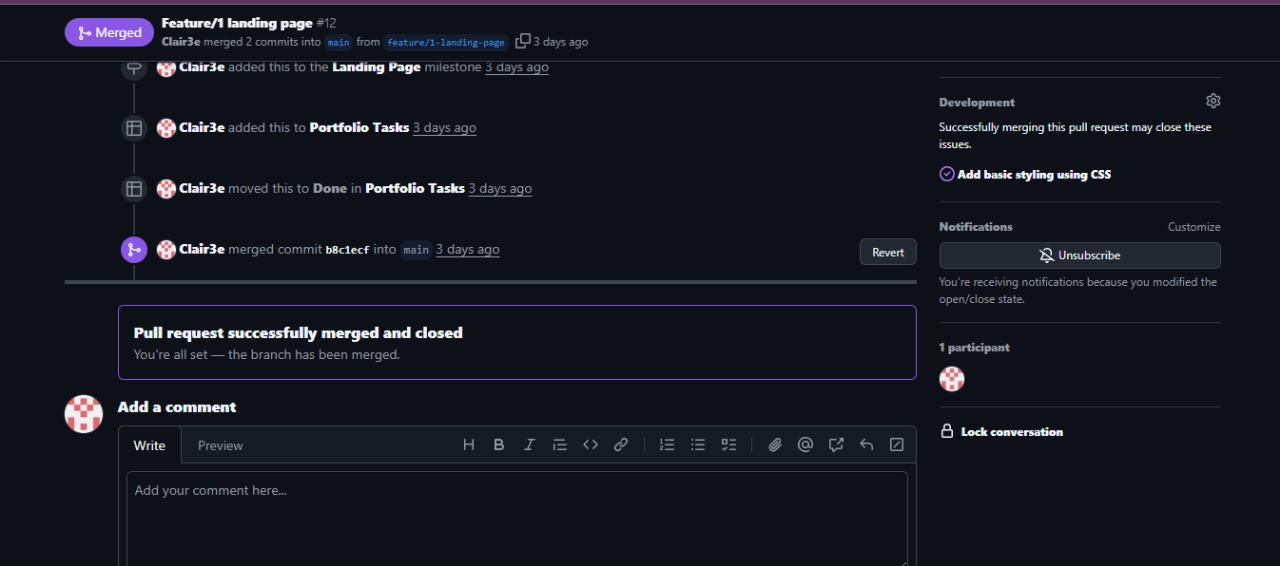 Merged
Feature/1 landing page #12
Clair3e merged 2 commits into main from feature/1-landing-page 3 days ago
Clair3e added this to the Landing Page milestone 3 days ago
Clair3e added this to Portfolio Tasks 3 days ago
Clair3e moved this to Done in Portfolio Tasks 3 days ago
Clair3e merged commit b8c1ecf into main 3 days ago
Revert
Pull request successfully merged and closed
You're all set — the branch has been merged.
Add a comment
Write Preview
Add your comment here...
Development
Successfully merging this pull request may close these
issues.
Add basic styling using CSS
Notifications Customize
Unsubscribe
You're receiving notifications because you modified the
open/close state.
1 participant
Lock conversation